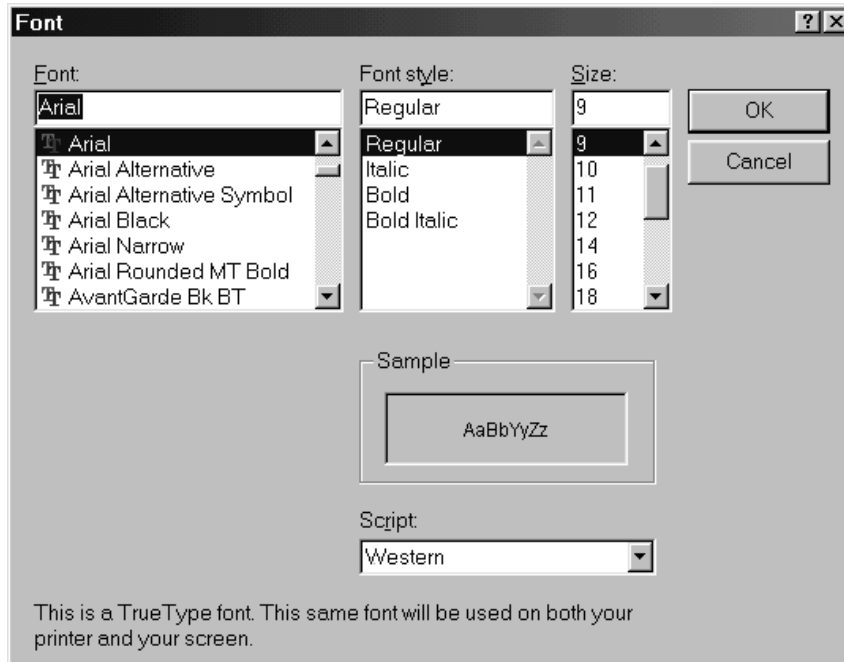 Font
Font:
Arial
Arial
Arial Alternative
Arial Alternative Symbol
Arial Black
Arial Narrow
Arial Rounded MT Bold
AvantGarde Bk BT
Font style:
Regular
Regular
Italic
Bold
Bold Italic
Size:
9
9
10
11
12
14
16
18
OK
Cancel
Sample
AaBbYyZz
Script:
Western
This is a TrueType font. This same font will be used on both your
printer and your screen.